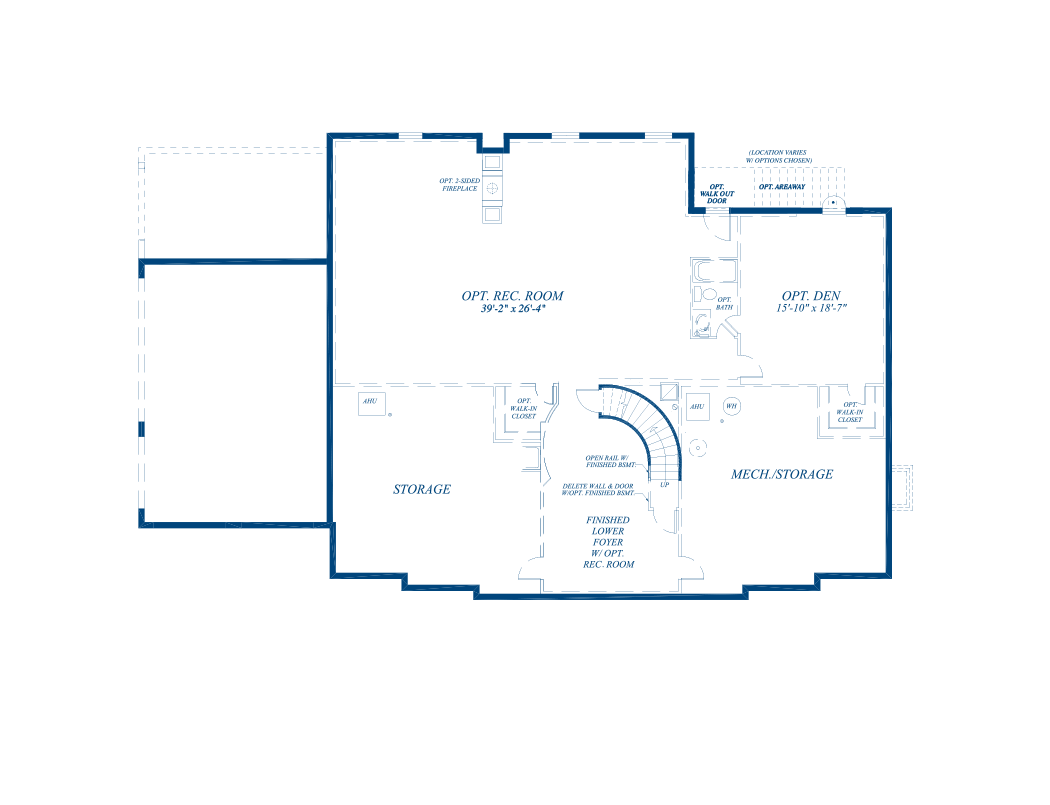 (LOCATION VARIES
W/ OPTIONS CHOSEN)
OPT. 2-SIDED
FIREPLACE
OPT.
WALK OUT
DOOR
OPT. AREAWAY
OPT. REC. ROOM
39'-2" x 26'-4"
OPT.
BATH
OPT. DEN
15'-10" x 18'-7"
AHU
OPT.
WALK-IN
CLOSET
AHU
WH
OPT.
WALK-IN
CLOSET
OPEN RAIL W/
FINISHED BSMT.
MECH./STORAGE
STORAGE
DELETE WALL & DOOR
W/OPT. FINISHED BSMT.
UP
FINISHED
LOWER
FOYER
W/ OPT.
REC. ROOM